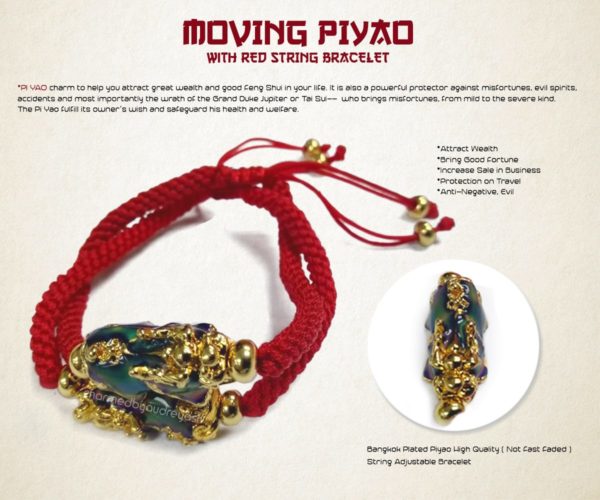 MOVING PIYAO
WITH RED STRING BRACELET
*PI YAO charm to help you attract great wealth and good Feng Shui in your life. It is also a powerful protector against misfortunes, evil spirits,
accidents and most importantly the wrath of the Grand Duke Jupiter or Tai Sui-- who brings misfortunes, from mild to the severe kind.
The Pi Yao fulfill its owner's wish and safeguard his health and welfare.
*Attract Wealth
*Bring Good Fortune
*Increase Sale in Business
*Protection on Travel
*Anti-Negative, Evil
Bangkok Plated Piyao High Quality ( Not Fast Faded )
String Adjustable Bracelet